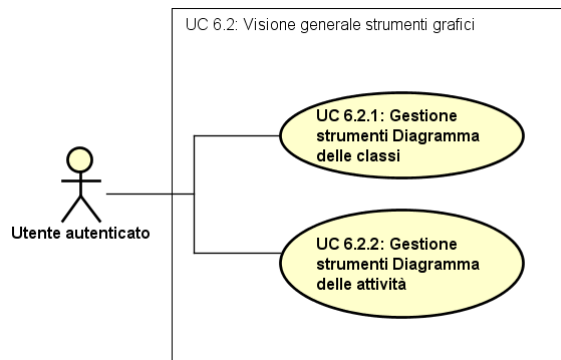 UC 6.2: Visione generale strumenti grafici
UC 6.2.1: Gestione
strumenti Diagramma
delle classi
Utente autenticato
UC 6.2.2: Gestione
strumenti Diagramma
delle attività